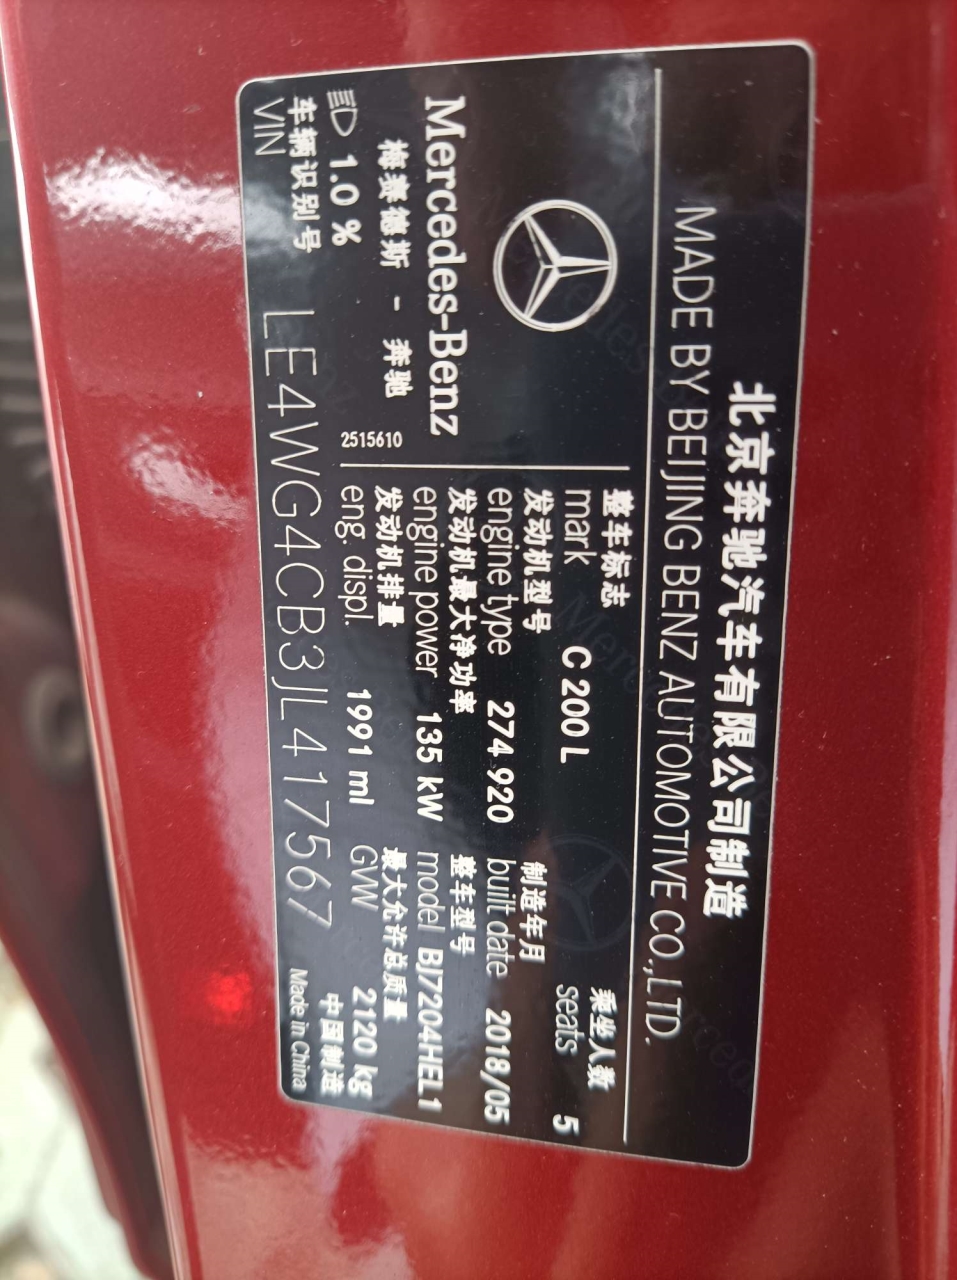 北京奔驰汽车有限公司制造
MADE BY BEIJING BENZ AUTOMOTIVE CO.,LTD.
Mercedes-Benz
梅赛德斯 - 奔驰
1.0 %
2515610
整车标志
mark C 200 L
乘坐人数
seats 5
发动机型号
engine type 274 920
制造年月
built date 2018/05
发动机最大净功率
engine power 135 kW
整车型号
model BJ7204HEL1
发动机排量
eng. displ. 1991 ml
最大允许总质量
GVW 2120 kg
车辆识别号
VIN LE4WG4CB3JL417567
中国制造
Made in China